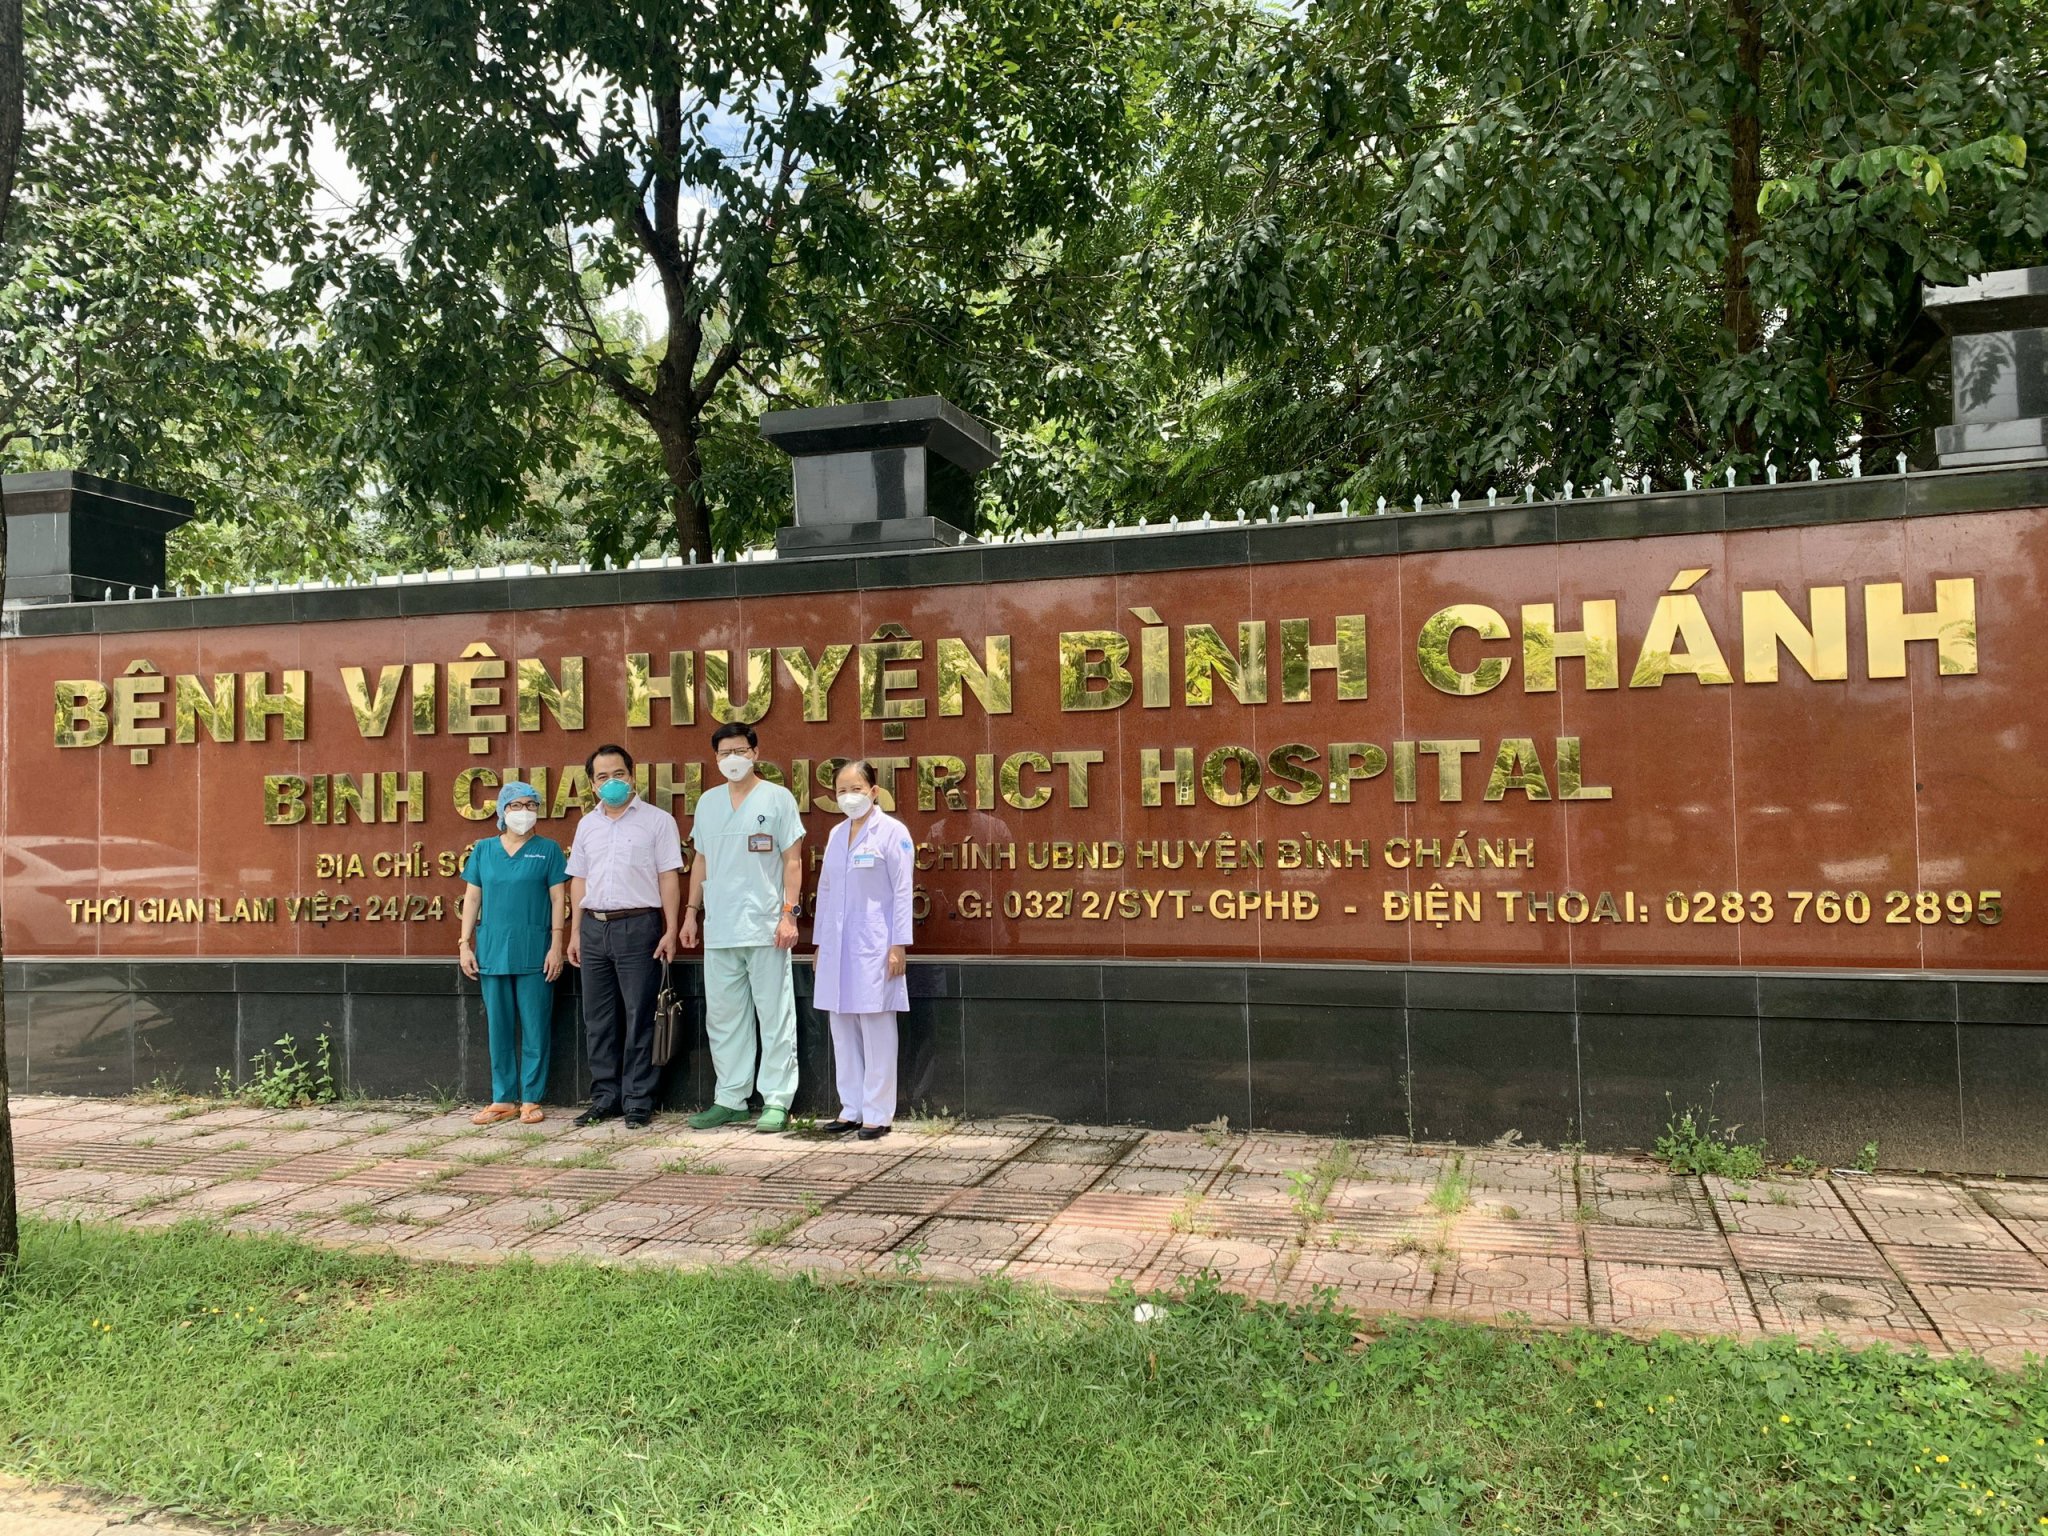 BỆNH VIỆN HUYỆN BÌNH CHÁNH
BINH CHANH DISTRICT HOSPITAL
ĐỊA CHỈ: SỐ CHÍNH UBND HUYỆN BÌNH CHÁNH
THỜI GIAN LÀM VIỆC: 24/24 G: 03272/SYT-GPHĐ - ĐIỆN THOẠI: 0283 760 2895